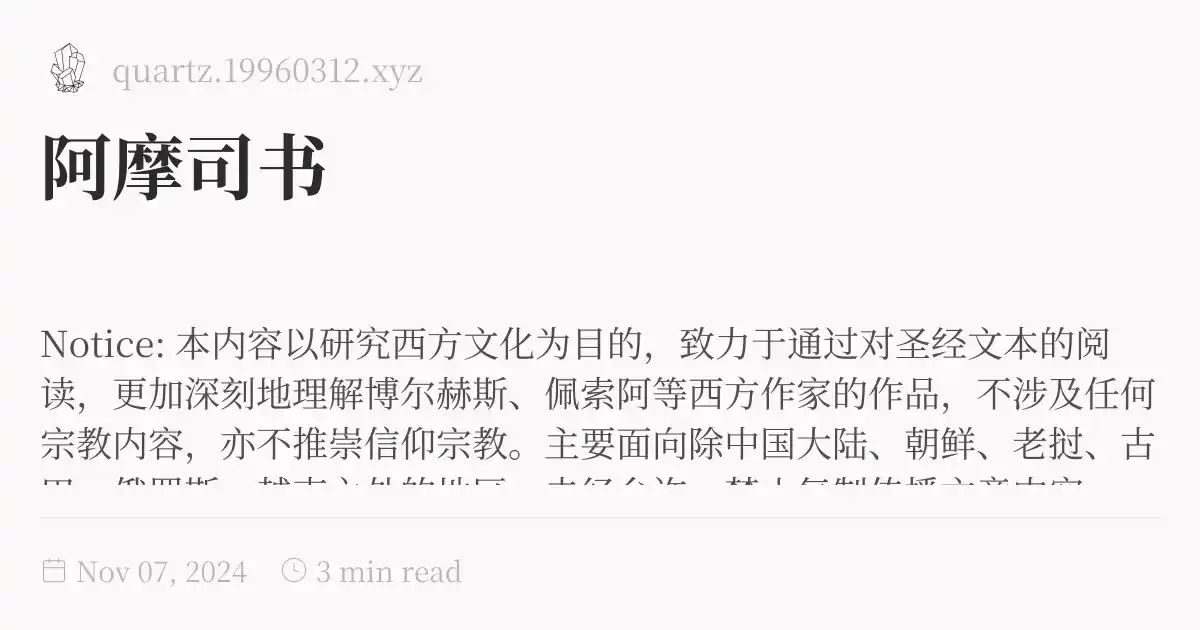 quartz.19960312.xyz
阿摩司书
Notice: 本内容以研究西方文化为目的，致力于通过对圣经文本的阅
读，更加深刻地理解博尔赫斯、佩索阿等西方作家的作品，不涉及任何
宗教内容，亦不推崇信仰宗教。主要面向除中国大陆、朝鲜、老挝、古
Nov 07, 2024 3 min read